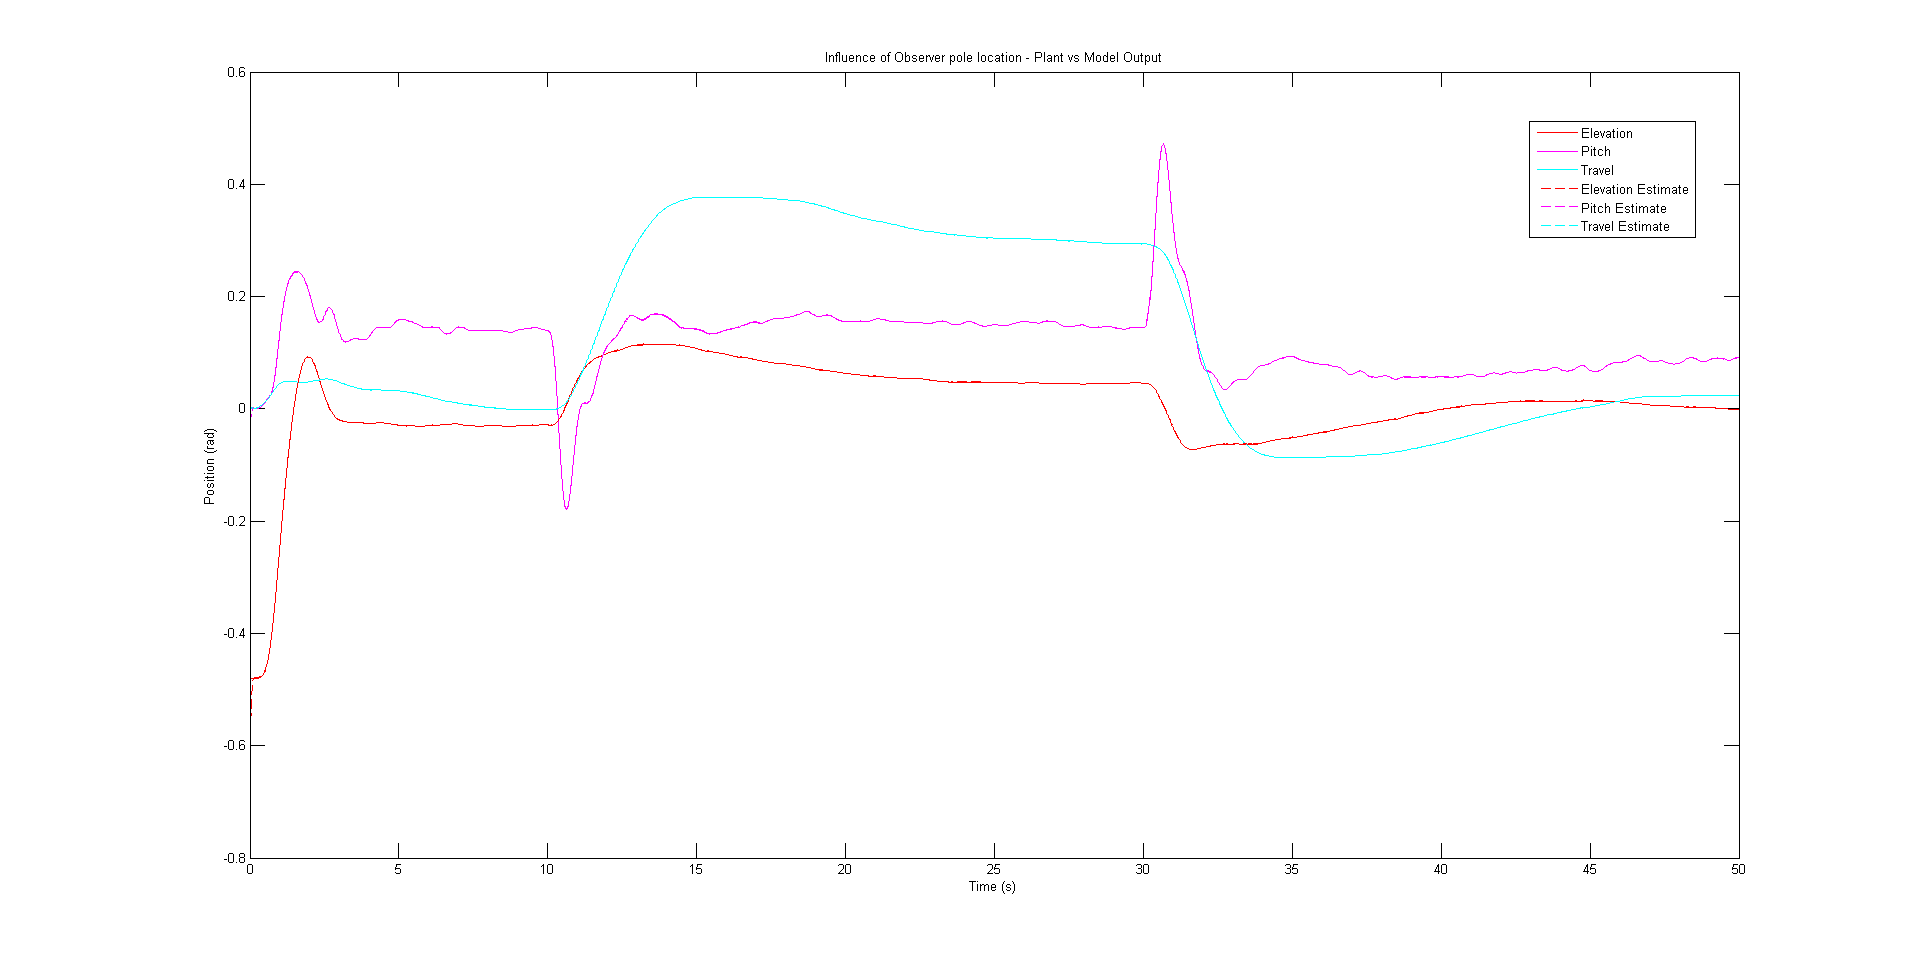 Influence of Observer pole location - Plant vs Model Output
0.6
0.4
0.2
0
-0.2
-0.4
-0.6
-0.8
Position (rad)
Elevation
Pitch
Travel
Elevation Estimate
Pitch Estimate
Travel Estimate
0 5 10 15 20 25 30 35 40 45 50
Time (s)